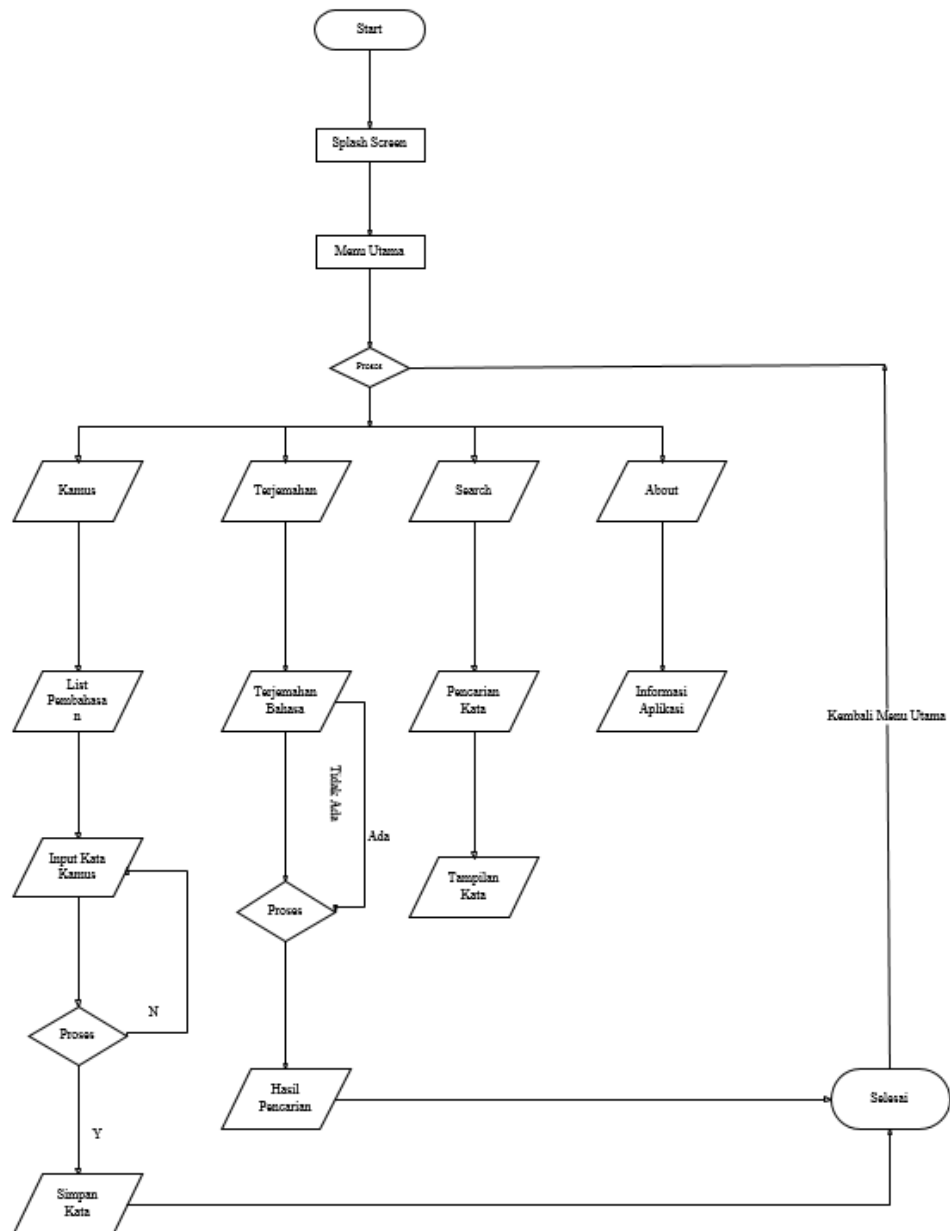 Start
Splash Screen
Menu Utama
Proses
Kamus
Terjemahan
Search
About
List
Pembahasa
n
Terjemahan
Bahasa
Pencarian
Kata
Informasi
Aplikasi
Kembali Menu Utama
Tidak Ada
Ada
Input Kata
Kamus
Tampilan
Kata
Proses
N
Proses
Hasil
Pencarian
Selesai
Y
Simpan
Kata